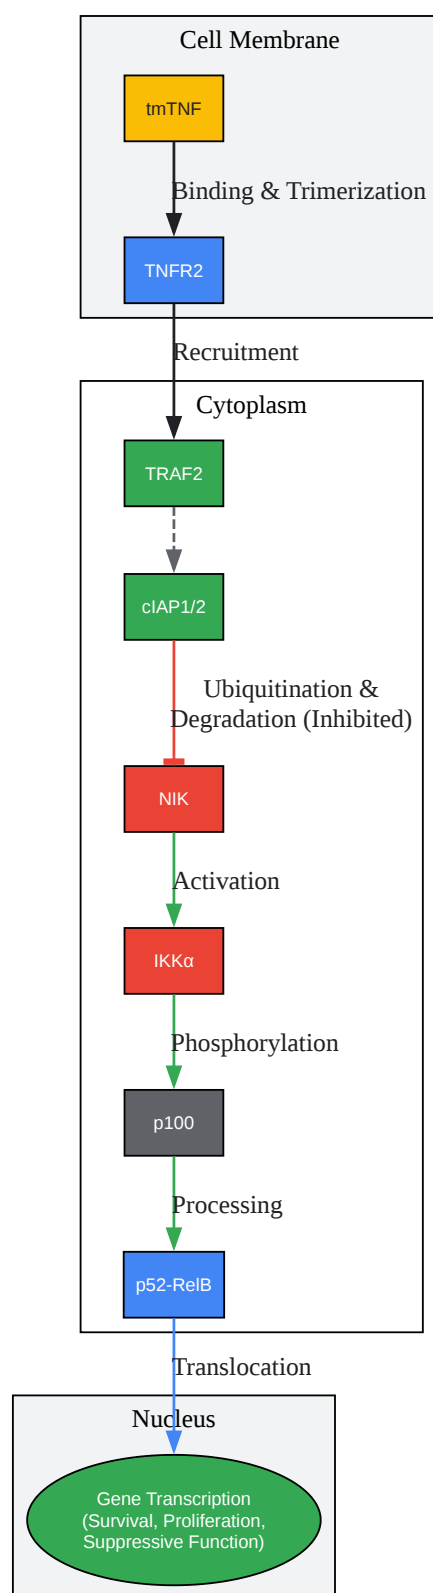 Cell Membrane
tmTNF
Binding & Trimerization
TNFR2
Recruitment
Cytoplasm
TRAF2
cIAP1/2
Ubiquitination &
Degradation (Inhibited)
NIK
Activation
IKKα
Phosphorylation
p100
Processing
p52-RelB
Translocation
Nucleus
Gene Transcription
(Survival, Proliferation,
Suppressive Function)